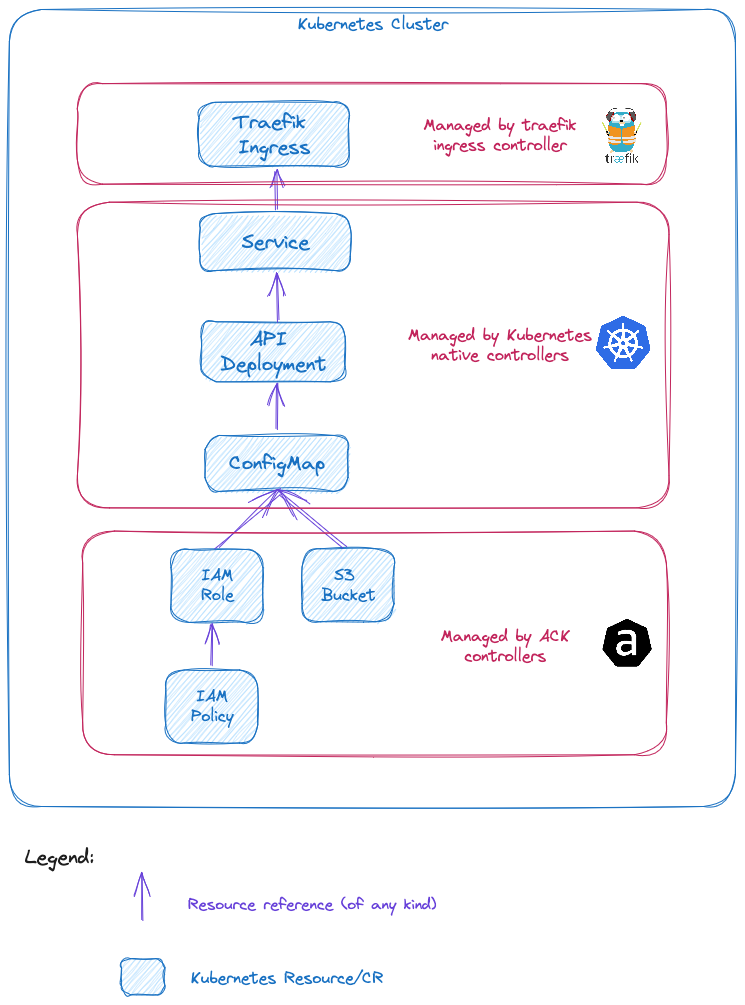 Kubernetes Cluster
Traefik
Ingress
Managed by traefik
ingress controller
træfik
Service
API
Deployment
Managed by Kubernetes
native controllers
ConfigMap
IAM
Role
S3
Bucket
Managed by ACK
controllers
a
IAM
Policy
Legend:
Resource reference (of any kind)
Kubernetes Resource/CR